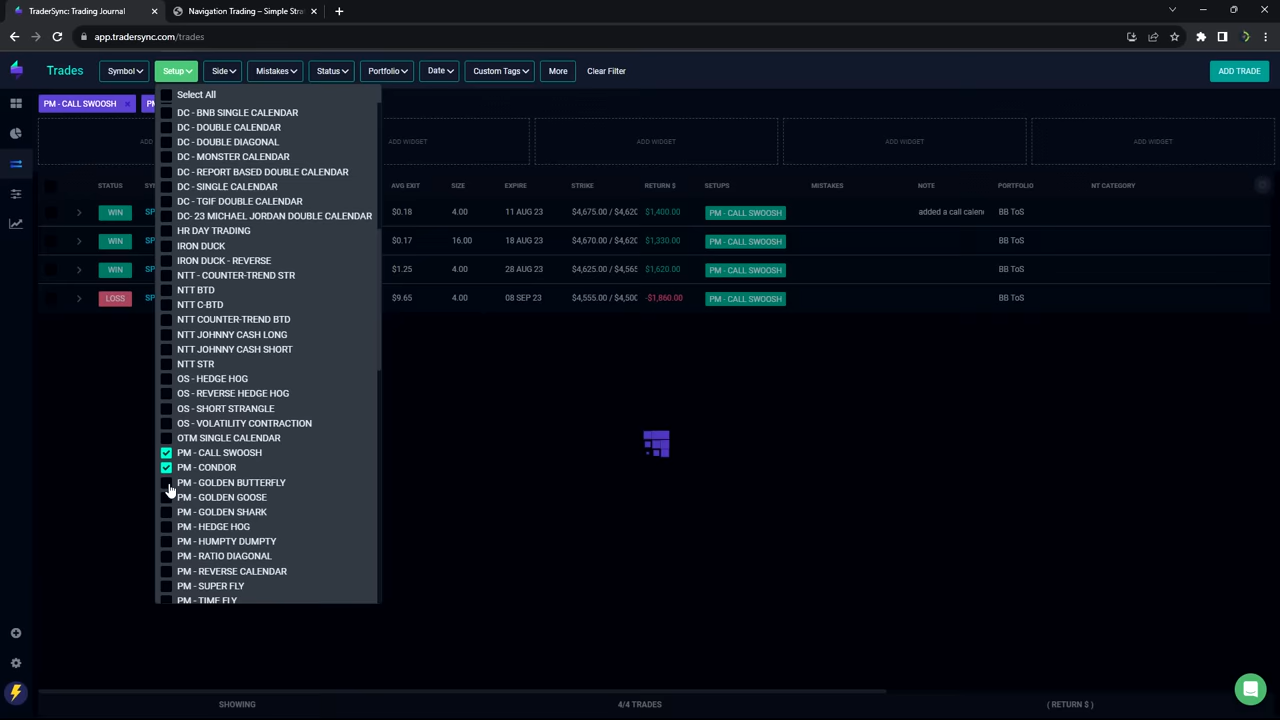 TraderSync Trading Journal
Navigation Trading – Simple Stra
app.tradersync.com/trades
Trades
Symbol
Setup
Side
Mistakes
Status
Portfolio
Date
Custom Tags
More
Clear Filter
ADD TRADE
PM - CALL SWOOSH ×
ADD WIDGET
ADD WIDGET
ADD WIDGET
ADD WIDGET
Select All
DC - BNB SINGLE CALENDAR
DC - DOUBLE CALENDAR
DC - DOUBLE DIAGONAL
DC - MONSTER CALENDAR
DC - REPORT BASED DOUBLE CALENDAR
DC - SINGLE CALENDAR
DC - TGIF DOUBLE CALENDAR
DC- 23 MICHAEL JORDAN DOUBLE CALENDAR
HR DAY TRADING
IRON DUCK
IRON DUCK - REVERSE
NTT - COUNTER-TREND STR
NTT BTD
NTT C-BTD
NTT COUNTER-TREND BTD
NTT JOHNNY CASH LONG
NTT JOHNNY CASH SHORT
NTT STR
OS - HEDGE HOG
OS - REVERSE HEDGE HOG
OS - SHORT STRANGLE
OS - VOLATILITY CONTRACTION
OTM SINGLE CALENDAR
PM - CALL SWOOSH
PM - CONDOR
PM - GOLDEN BUTTERFLY
PM - GOLDEN GOOSE
PM - GOLDEN SHARK
PM - HEDGE HOG
PM - HUMPTY DUMPTY
PM - RATIO DIAGONAL
PM - REVERSE CALENDAR
PM - SUPER FLY
PM - TIME FLY
STATUS SY AVG EXIT SIZE EXPIRE STRIKE RETURN $ SETUPS MISTAKES NOTE PORTFOLIO NT CATEGORY
WIN SP $0.18 4.00 11 AUG 23 $4,675.00 / $4,620 $1,400.00 PM - CALL SWOOSH added a call calen BB ToS
WIN SP $0.17 16.00 18 AUG 23 $4,670.00 / $4,620 $1,330.00 PM - CALL SWOOSH BB ToS
WIN SP $1.25 4.00 28 AUG 23 $4,625.00 / $4,565 $1,620.00 PM - CALL SWOOSH BB ToS
LOSS SP $9.65 4.00 08 SEP 23 $4,555.00 / $4,500 -$1,860.00 PM - CALL SWOOSH BB ToS
SHOWING 4/4 TRADES ( RETURN $ )